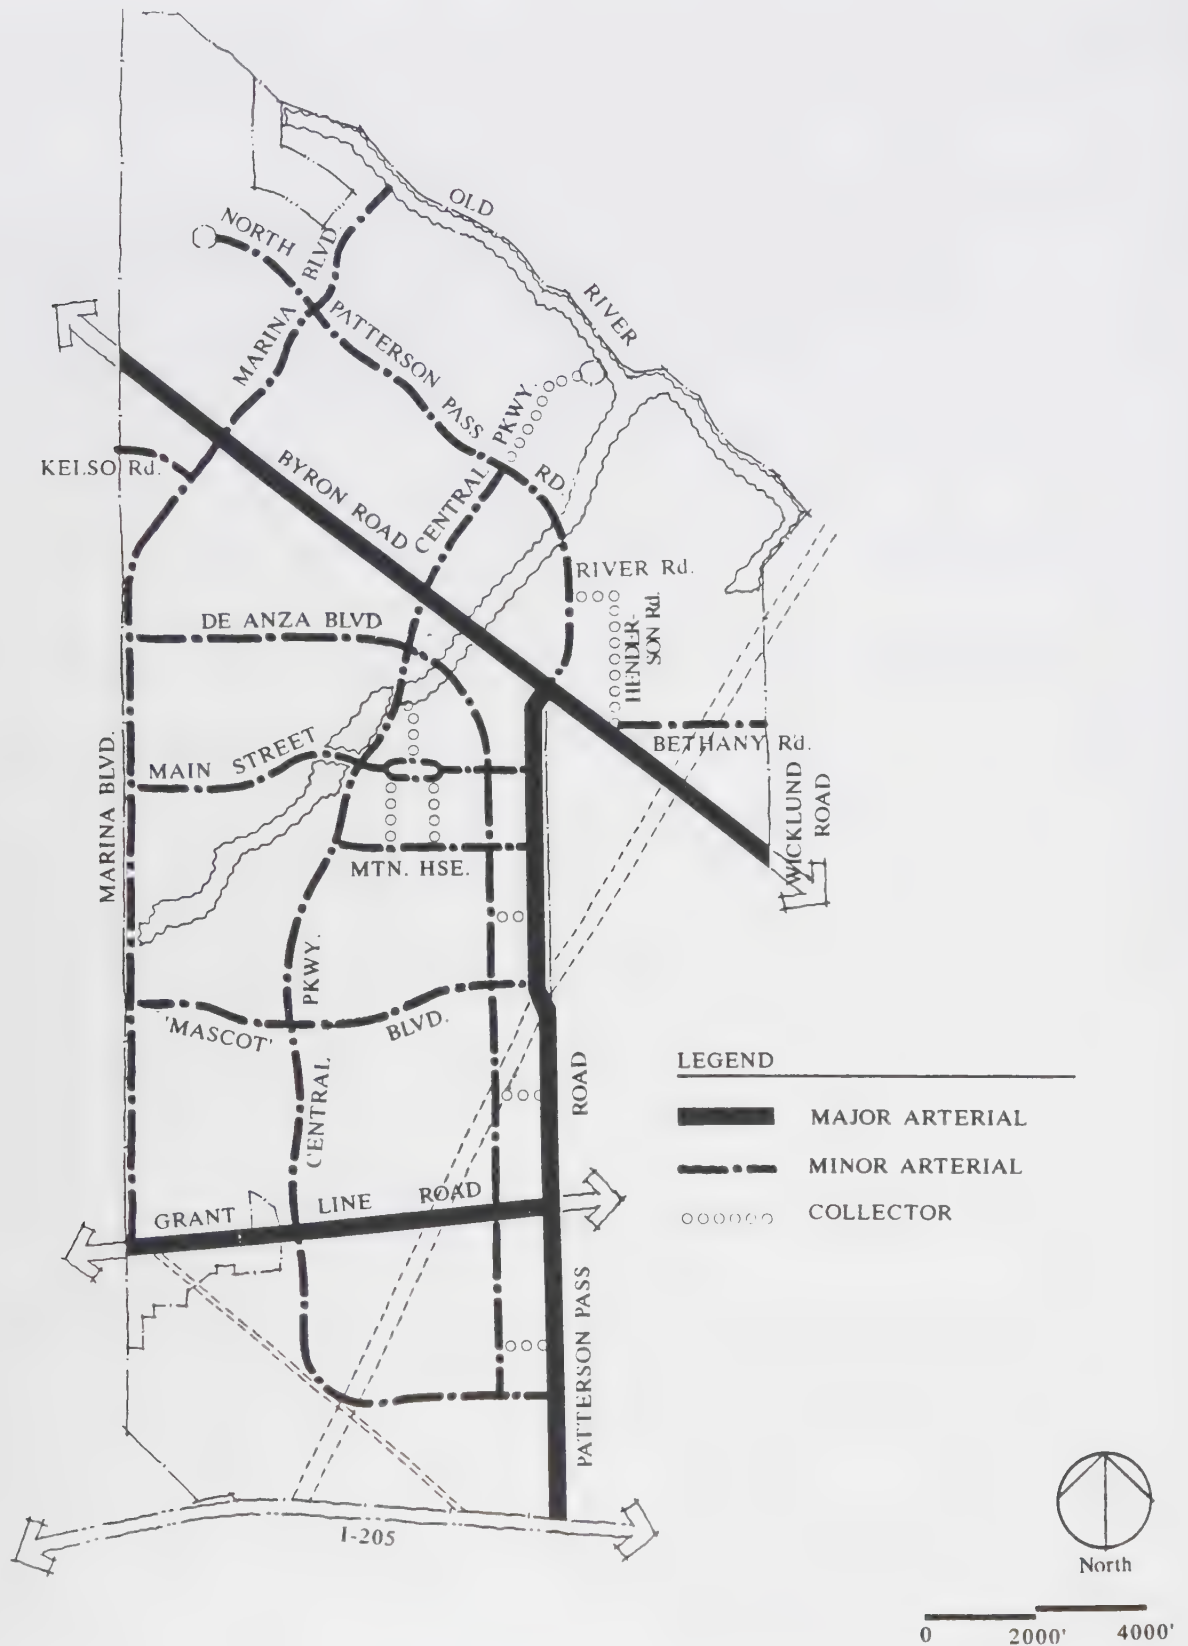 OLD
RIVER
NORTH
PATTERSON
PASS
RD.
MARINA
BLVD.
PKWY.
CENTRAL
KELSO Rd.
BYRON ROAD
RIVER Rd.
HENDER-
SON Rd.
DE ANZA BLVD
BETHANY Rd.
MAIN STREET
MARINA BLVD.
WICKLUND
ROAD
MTN. HSE.
PKWY.
'MASCOT'
BLVD.
CENTRAL
ROAD
GRANT LINE ROAD
PATTERSON PASS
I-205
LEGEND
MAJOR ARTERIAL
MINOR ARTERIAL
COLLECTOR
North
0 2000' 4000'